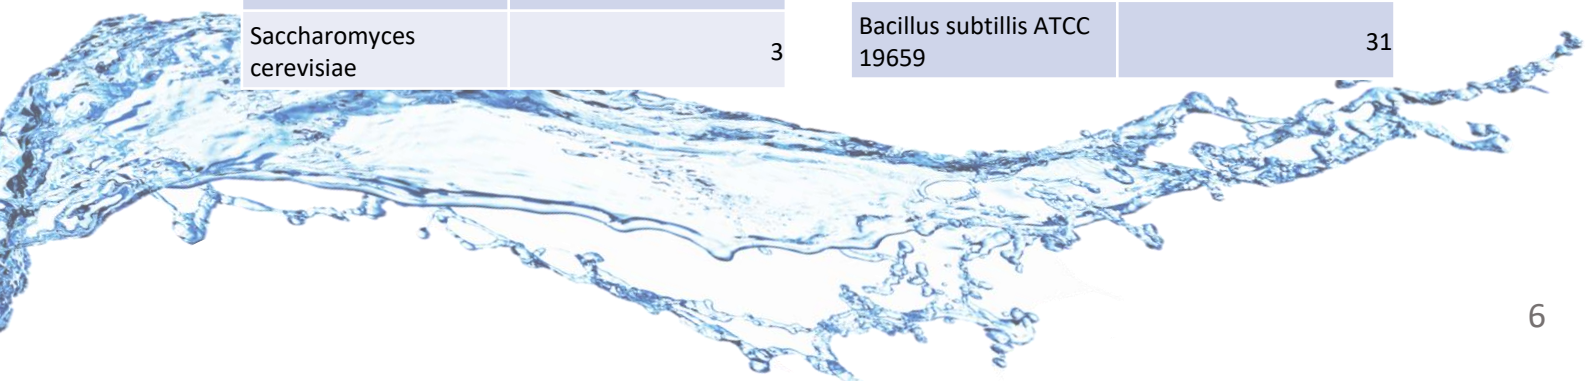 Saccharomyces
cerevisiae
3
Bacillus subtillis ATCC
19659
31
6